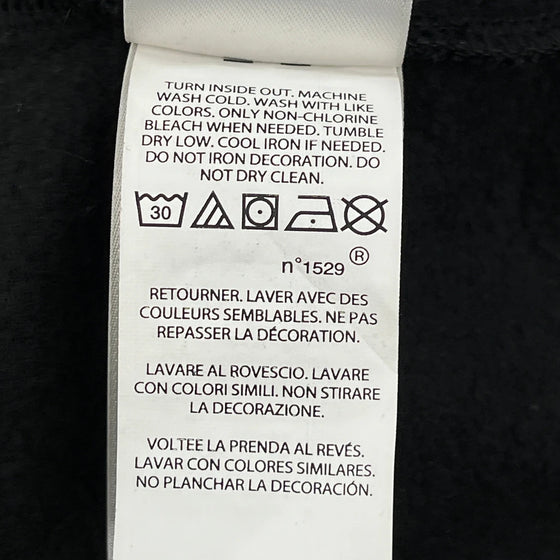 TURN INSIDE OUT. MACHINE
WASH COLD. WASH WITH LIKE
COLORS. ONLY NON-CHLORINE
BLEACH WHEN NEEDED. TUMBLE
DRY LOW. COOL IRON IF NEEDED.
DO NOT IRON DECORATION. DO
NOT DRY CLEAN.
30
n°1529 ®
RETOURNER. LAVER AVEC DES
COULEURS SEMBLABLES. NE PAS
REPASSER LA DÉCORATION.
LAVARE AL ROVESCIO. LAVARE
CON COLORI SIMILI. NON STIRARE
LA DECORAZIONE.
VOLTEE LA PRENDA AL REVÉS.
LAVAR CON COLORES SIMILARES.
NO PLANCHAR LA DECORACIÓN.